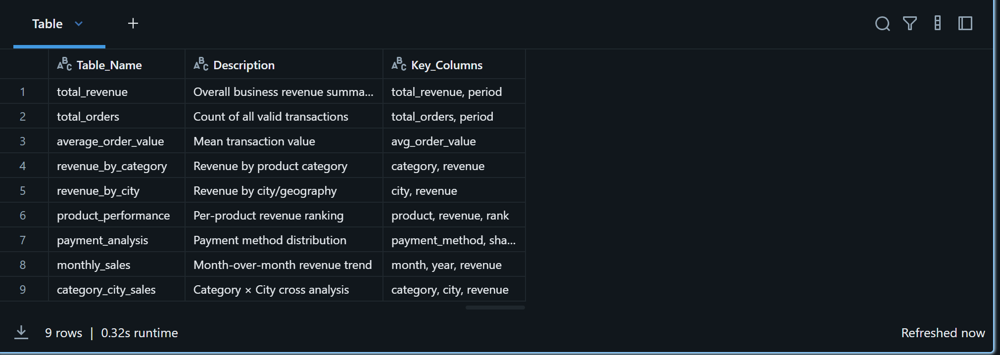 Table
Table_Name Description Key_Columns
1 total_revenue Overall business revenue summa... total_revenue, period
2 total_orders Count of all valid transactions total_orders, period
3 average_order_value Mean transaction value avg_order_value
4 revenue_by_category Revenue by product category category, revenue
5 revenue_by_city Revenue by city/geography city, revenue
6 product_performance Per-product revenue ranking product, revenue, rank
7 payment_analysis Payment method distribution payment_method, sha...
8 monthly_sales Month-over-month revenue trend month, year, revenue
9 category_city_sales Category × City cross analysis category, city, revenue
9 rows | 0.32s runtime Refreshed now